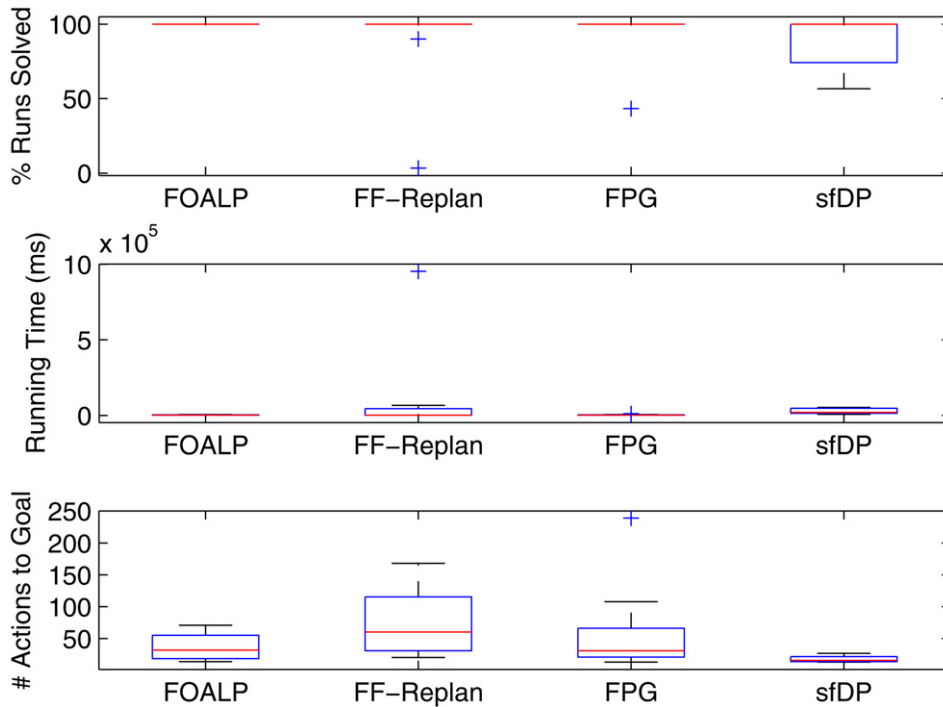 % Runs Solved
100
50
0
FOALP FF-Replan FPG sfDP
Running Time (ms)
x 10^5
10
5
0
FOALP FF-Replan FPG sfDP
# Actions to Goal
250
200
150
100
50
FOALP FF-Replan FPG sfDP